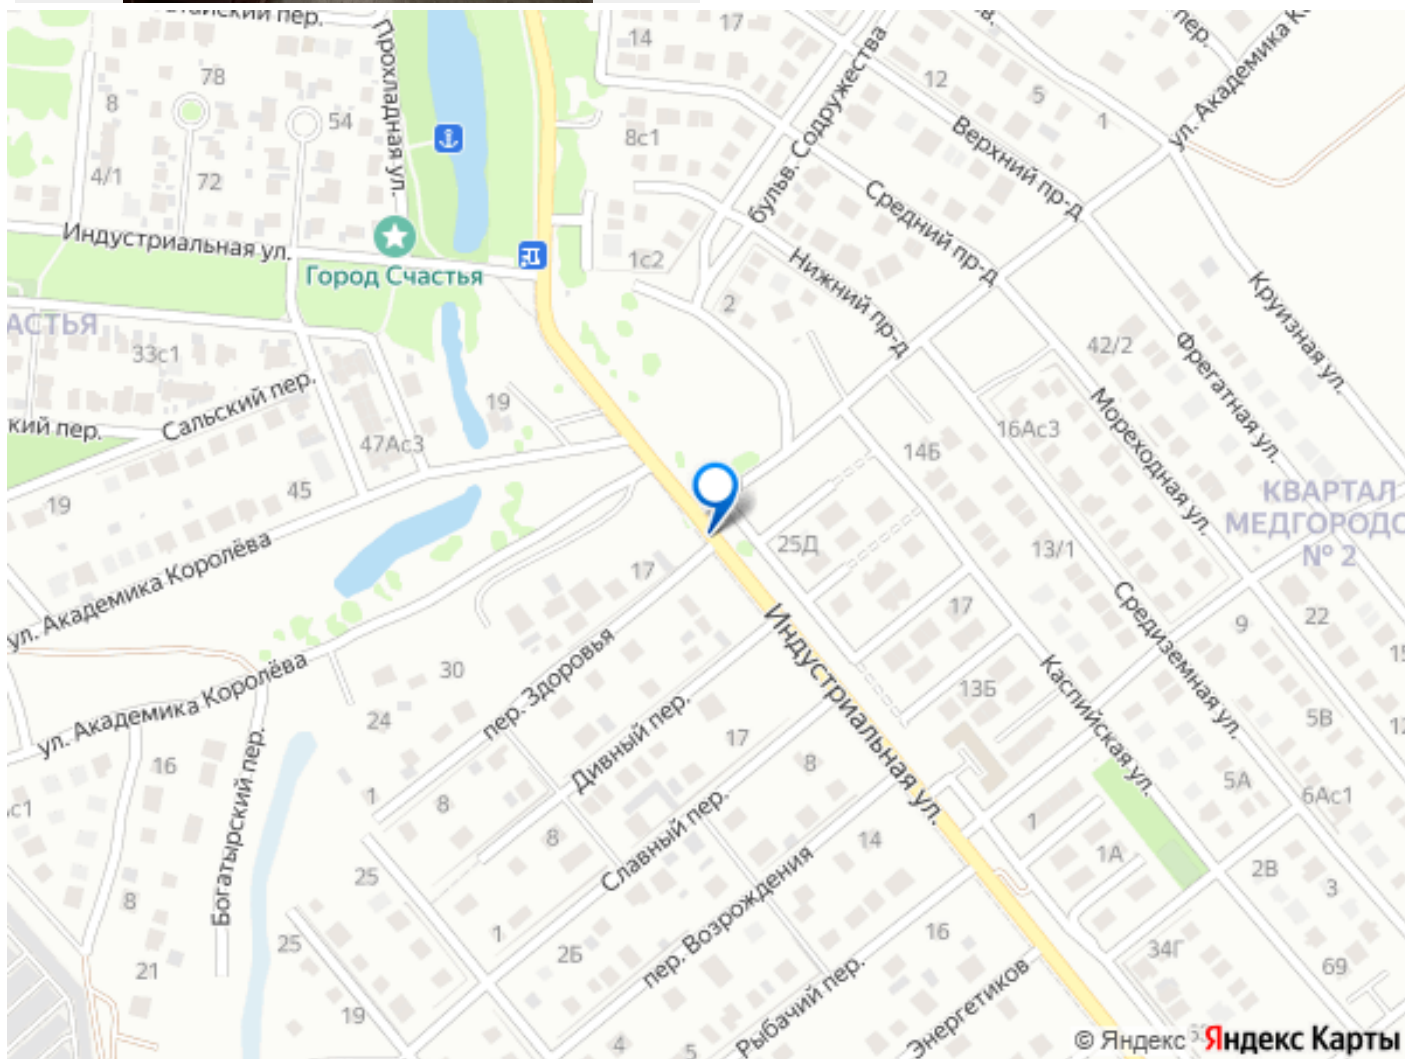 Прохладная ул.
17
14
бульв. Содружества
пер.
78
8
12
5
1
54
8с1
Верхний пр-д
4/1
72
Средний пр-д
Индустриальная ул.
Город Счастья
1с2
Нижний пр-д
2
Круизная ул.
33с1
42/2
Фрегатная ул.
Сальский пер.
19
Мореходная ул.
47Ас3
16Ас3
14Б
45
19
КВАРТАЛ
№ 2
25Д
13/1
17
ул. Академика Королёва
17
Средиземная ул.
22
9
Индустриальная ул.
пер. Здоровья
30
13Б
Каспийская ул.
ул. Академика Королёва
24
Дивный пер.
17
5В
16
8
5А
1
8
6Ас1
Богатырский пер.
Славный пер.
1
14
8
1А
2В
3
25
8
пер. Возрождения
1
16
25
2Б
34Г
21
69
Рыбачий пер.
Энергетиков
19
4
5
© Яндекс Яндекс Карты